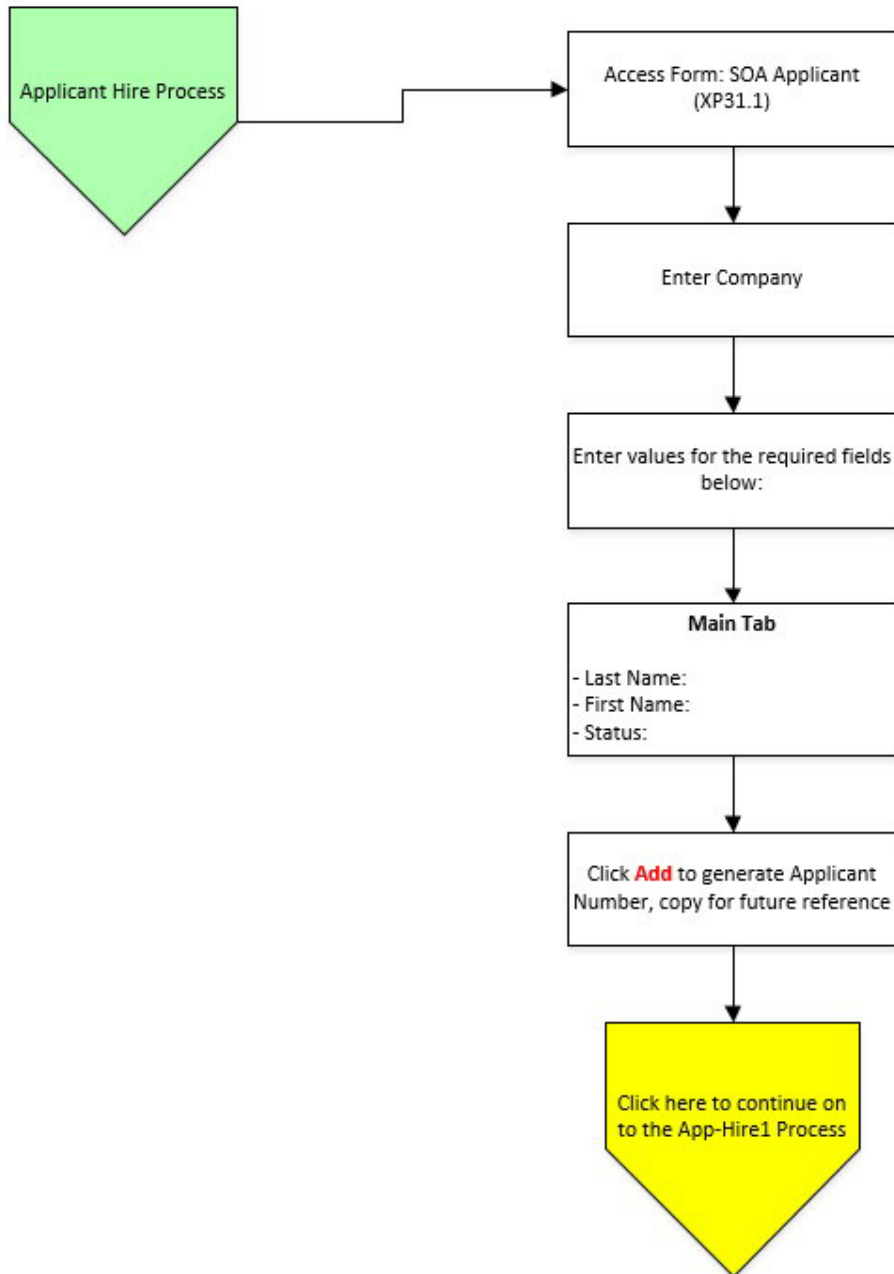 Applicant Hire Process
Access Form: SOA Applicant
(XP31.1)
Enter Company
Enter values for the required fields
below:
Main Tab
- Last Name:
- First Name:
- Status:
Click Add to generate Applicant
Number, copy for future reference
Click here to continue on
to the App-Hire1 Process